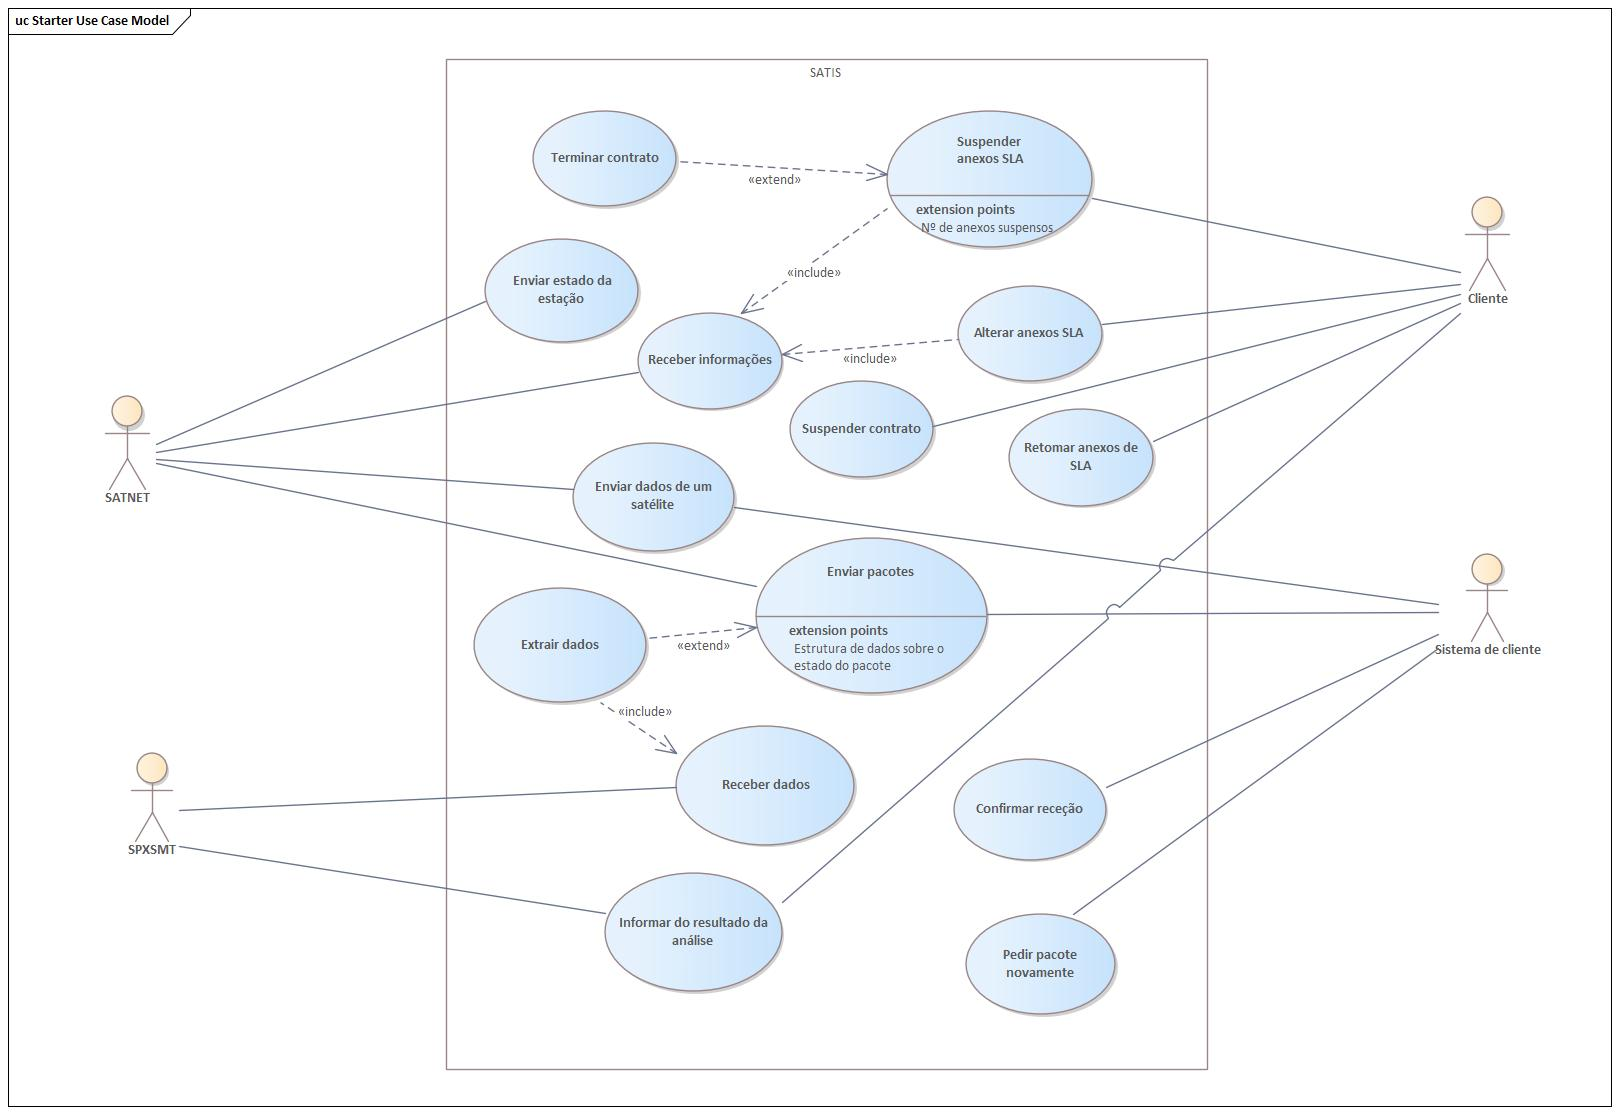 uc Starter Use Case Model
SATIS
Terminar contrato
«extend»
Suspender
anexos SLA
extension points
Nº de anexos suspensos
Enviar estado da
estação
«include»
Cliente
Receber informações
«include»
Alterar anexos SLA
Suspender contrato
Retomar anexos de
SLA
SATNET
Enviar dados de um
satélite
Enviar pacotes
extension points
Estrutura de dados sobre o
estado do pacote
Extrair dados
«extend»
Sistema de cliente
«include»
Receber dados
Confirmar receção
SPXSMT
Informar do resultado da
análise
Pedir pacote
novamente